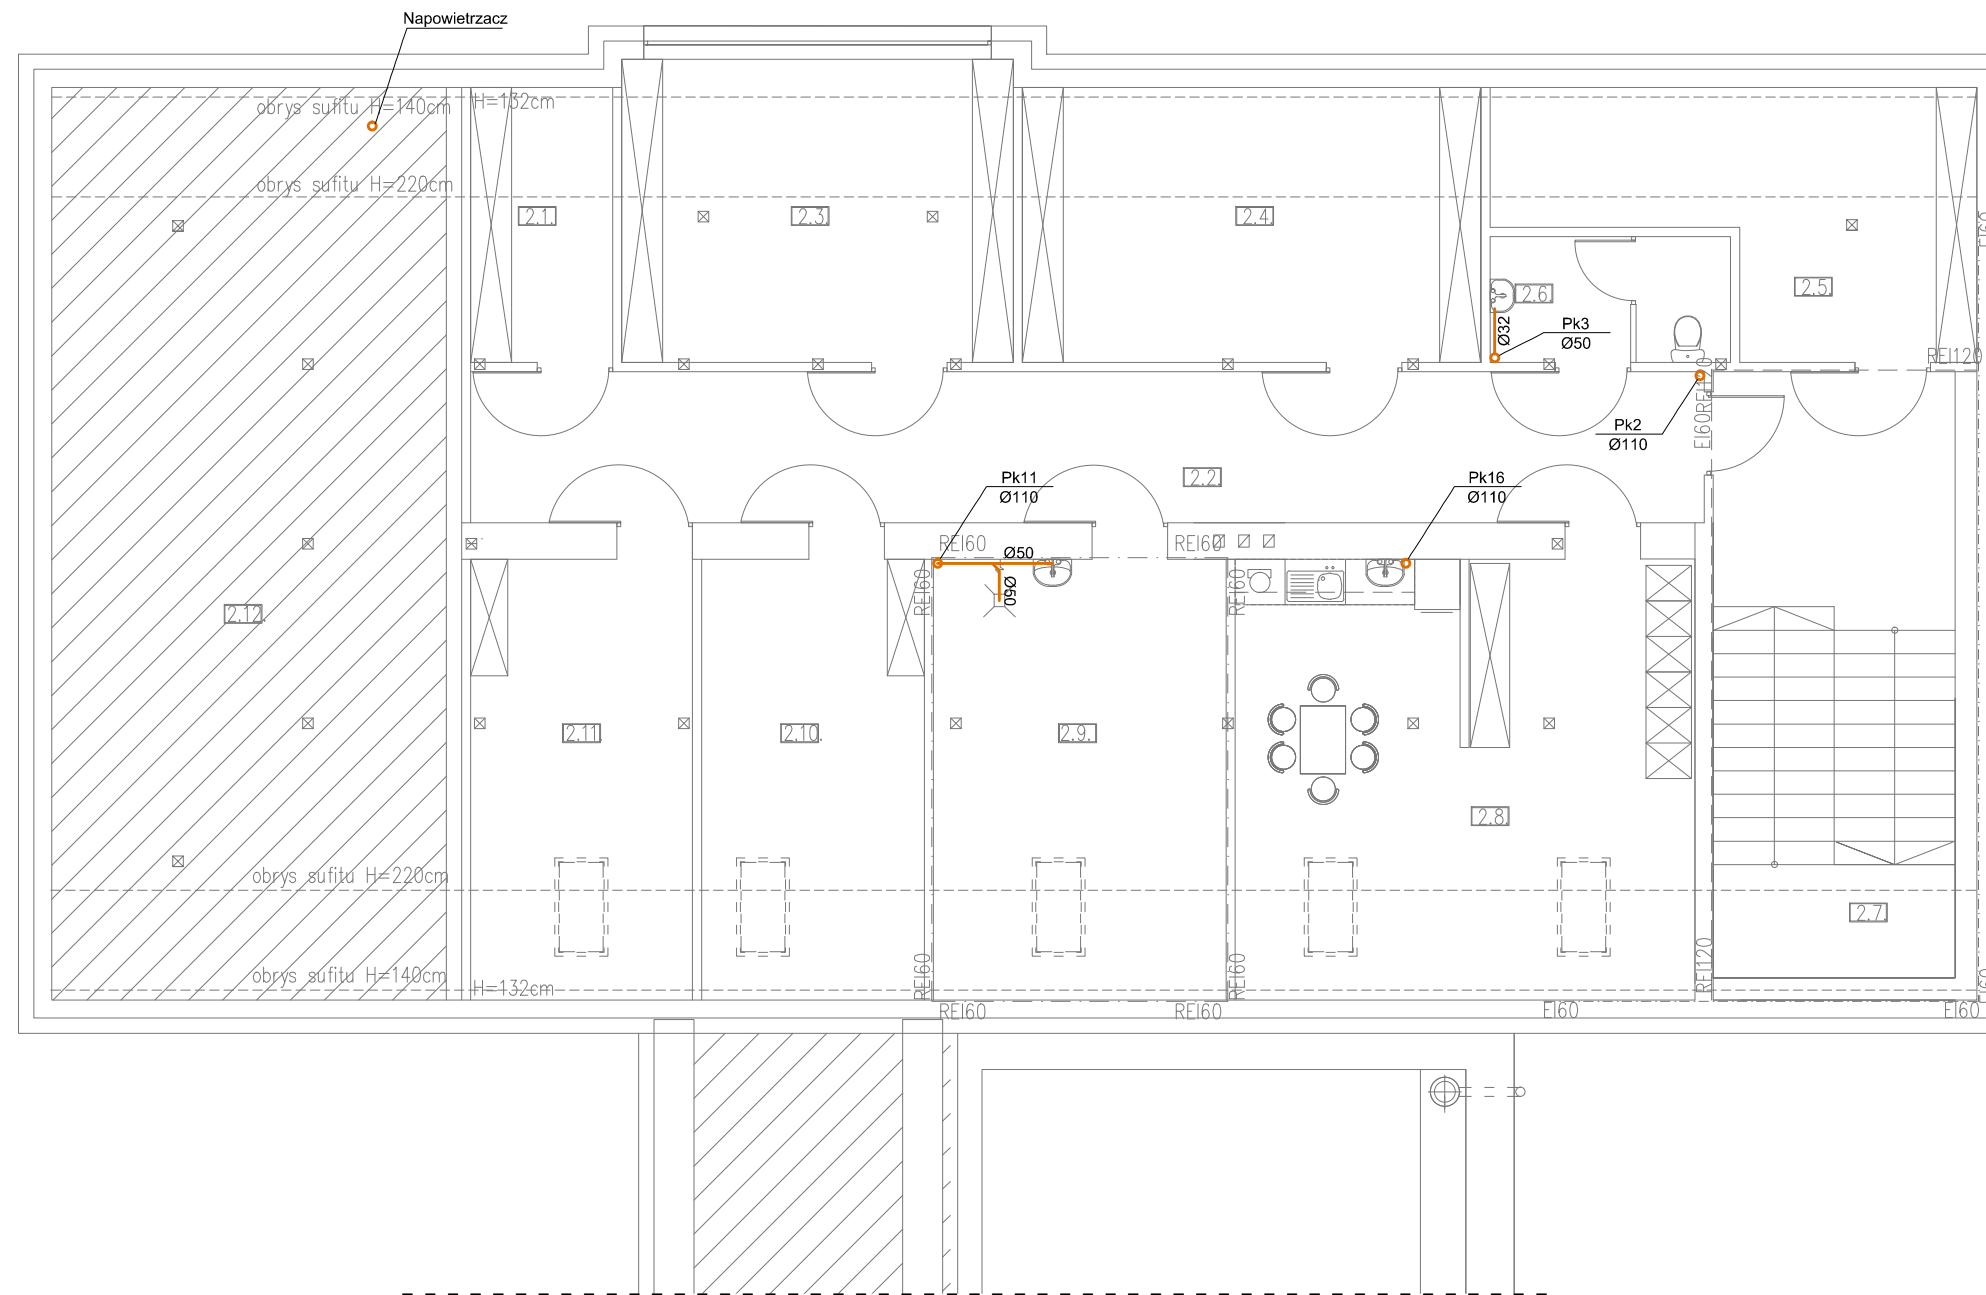 Napowietrzacz
obrys sufitu H=140cm
H=132cm
obrys sufitu H=220cm
2.1.
2.3.
2.4.
2.5.
2.6.
EI60
Ø32
Pk3
Ø50
REI120
REI120
EI60
Pk2
Ø110
2.2.
Pk11
Ø110
Pk16
Ø110
REI60
Ø50
REI60
REI60
Ø50
REI60
2.12.
2.11.
2.10.
2.9.
2.8.
2.7.
obrys sufitu H=220cm
obrys sufitu H=140cm
H=132cm
REI60
REI60
REI120
EI60
REI60
REI60
EI60
EI60